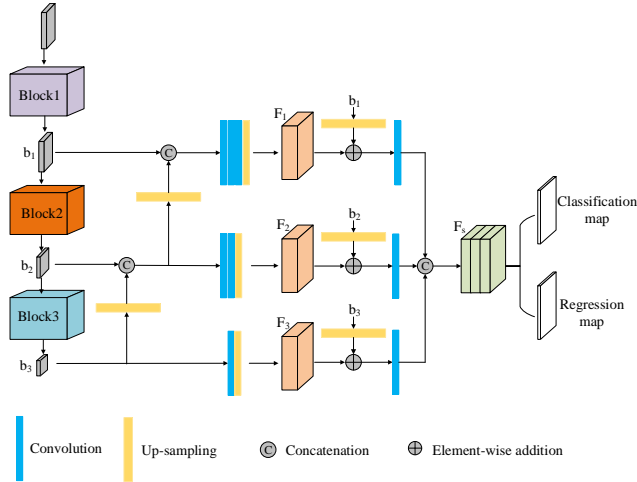 Block1
b1
Block2
b2
Block3
b3
C
C
F1
b1
F2
b2
F3
b3
C
Fs
Classification
map
Regression
map
Convolution
Up-sampling
C
Concatenation
Element-wise addition